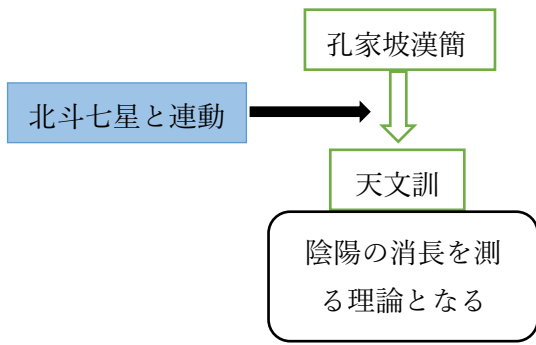 孔家坡漢簡
北斗七星と連動
天文訓
陰陽の消長を測
る理論となる